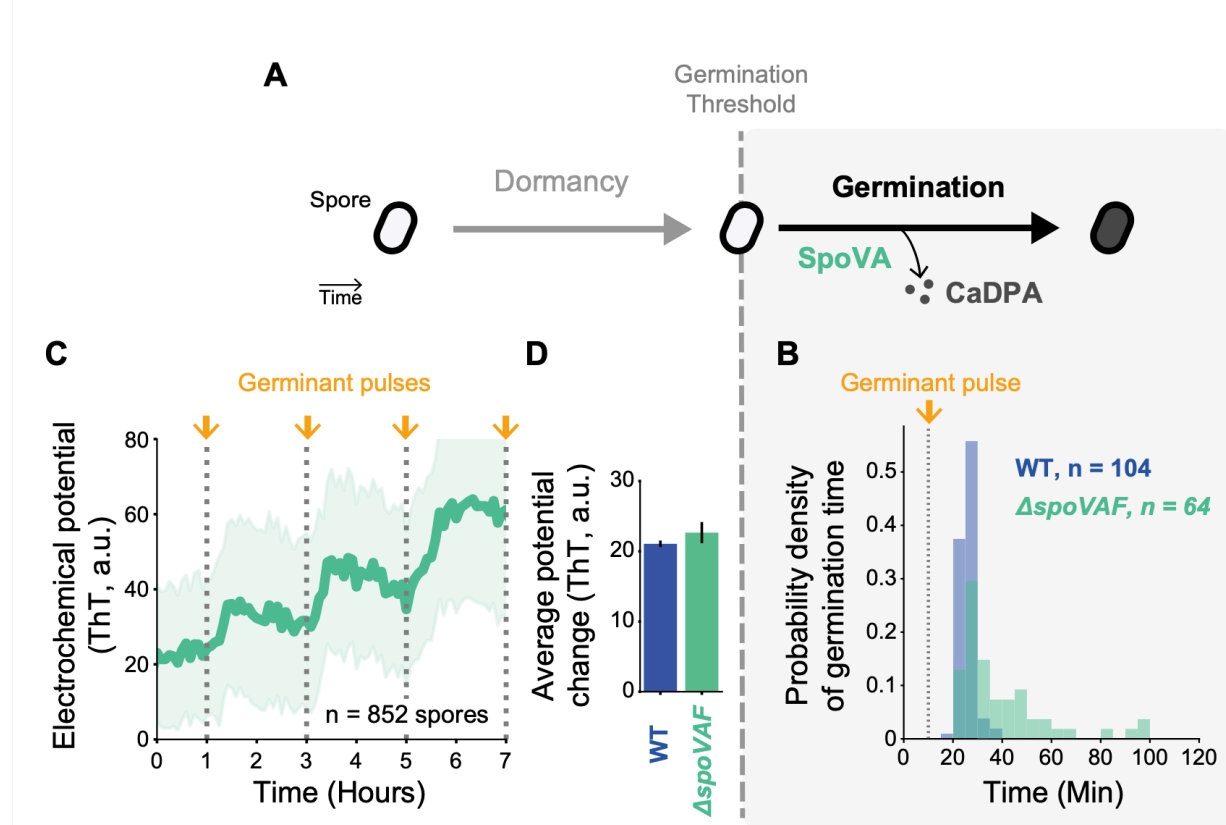 A
Germination
Threshold
Dormancy
Germination
Spore
SpoVA
CaDPA
Time
C
Germinant pulses
Electrochemical potential
(ThT, a.u.)
80
60
40
20
0
n = 852 spores
0 1 2 3 4 5 6 7
Time (Hours)
D
Average potential
change (ThT, a.u.)
30
20
10
0
WT
ΔspoVAF
B
Germinant pulse
Probability density
of germination time
0.5
0.4
0.3
0.2
0.1
0
WT, n = 104
ΔspoVAF, n = 64
0 20 40 60 80 100 120
Time (Min)